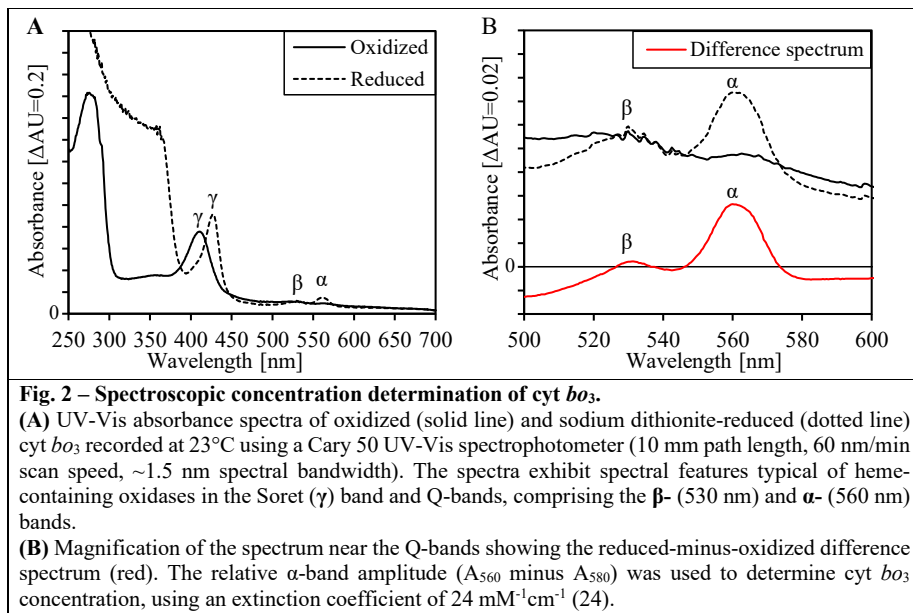 A
Oxidized
Reduced
Absorbance [ΔAU=0.2]
γ
γ
β
α
0
250 300 350 400 450 500 550 600 650 700
Wavelength [nm]
B
Difference spectrum
Absorbance [ΔAU=0.02]
β
α
β
α
0
500 520 540 560 580 600
Wavelength [nm]
Fig. 2 – Spectroscopic concentration determination of cyt bo₃.
(A) UV-Vis absorbance spectra of oxidized (solid line) and sodium dithionite-reduced (dotted line)
cyt bo₃ recorded at 23°C using a Cary 50 UV-Vis spectrophotometer (10 mm path length, 60 nm/min
scan speed, ~1.5 nm spectral bandwidth). The spectra exhibit spectral features typical of heme-
containing oxidases in the Soret (γ) band and Q-bands, comprising the β- (530 nm) and α- (560 nm)
bands.
(B) Magnification of the spectrum near the Q-bands showing the reduced-minus-oxidized difference
spectrum (red). The relative α-band amplitude (A₅₆₀ minus A₅₈₀) was used to determine cyt bo₃
concentration, using an extinction coefficient of 24 mM⁻¹cm⁻¹ (24).